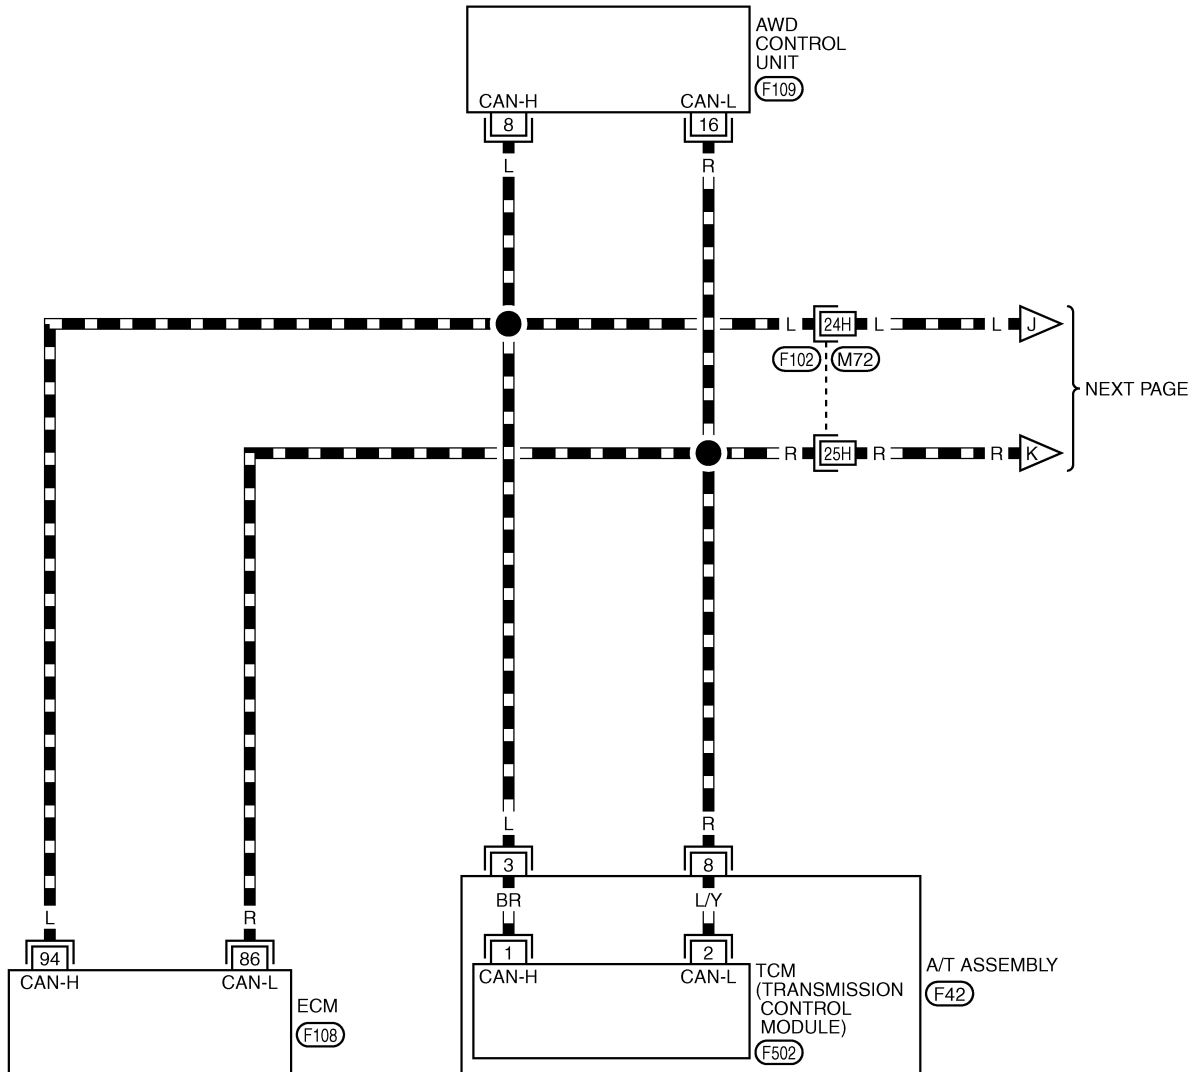 AWD
CONTROL
UNIT
F109
CAN-H CAN-L
8 16
L R
L 24H L L J
F102 M72
NEXT PAGE
R 25H R R K
L R
3 8
BR L/Y
L R
1 2
94 86
CAN-H CAN-L
CAN-H CAN-L
TCM
(TRANSMISSION
CONTROL
MODULE)
F502
A/T ASSEMBLY
F42
ECM
F108